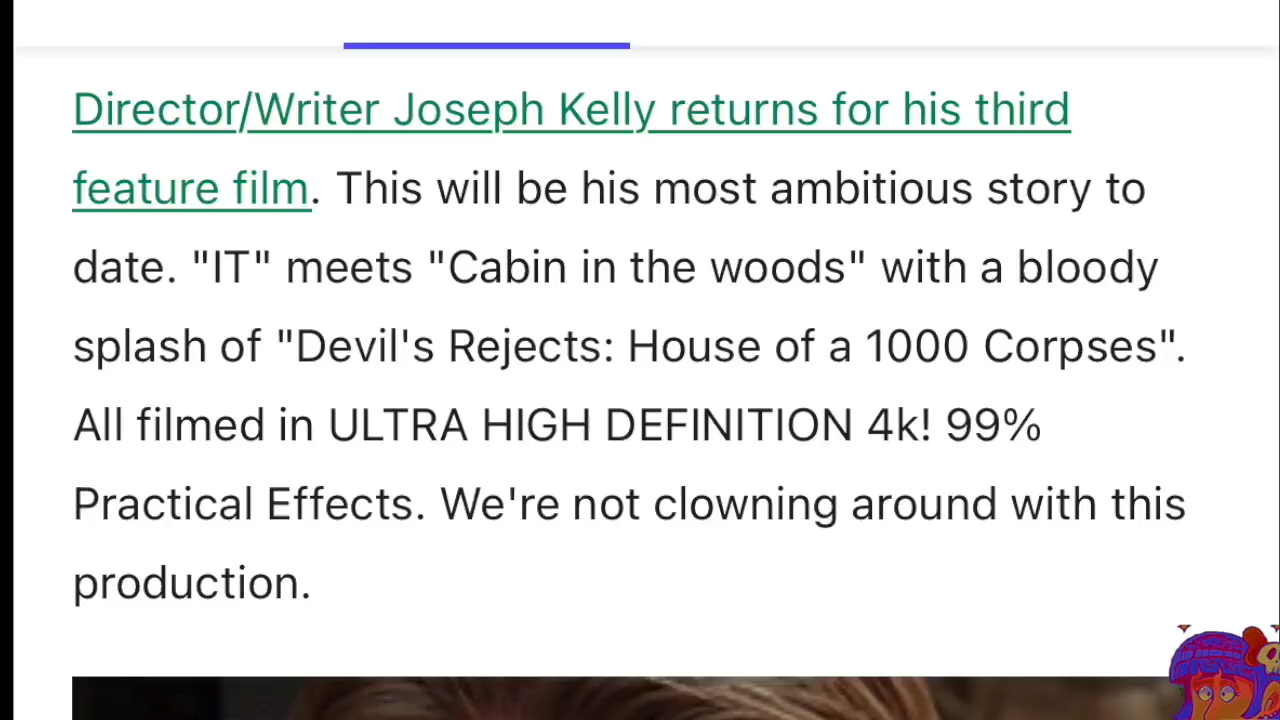 Director/Writer Joseph Kelly returns for his third
feature film. This will be his most ambitious story to
date. "IT" meets "Cabin in the woods" with a bloody
splash of "Devil's Rejects: House of a 1000 Corpses".
All filmed in ULTRA HIGH DEFINITION 4k! 99%
Practical Effects. We're not clowning around with this
production.